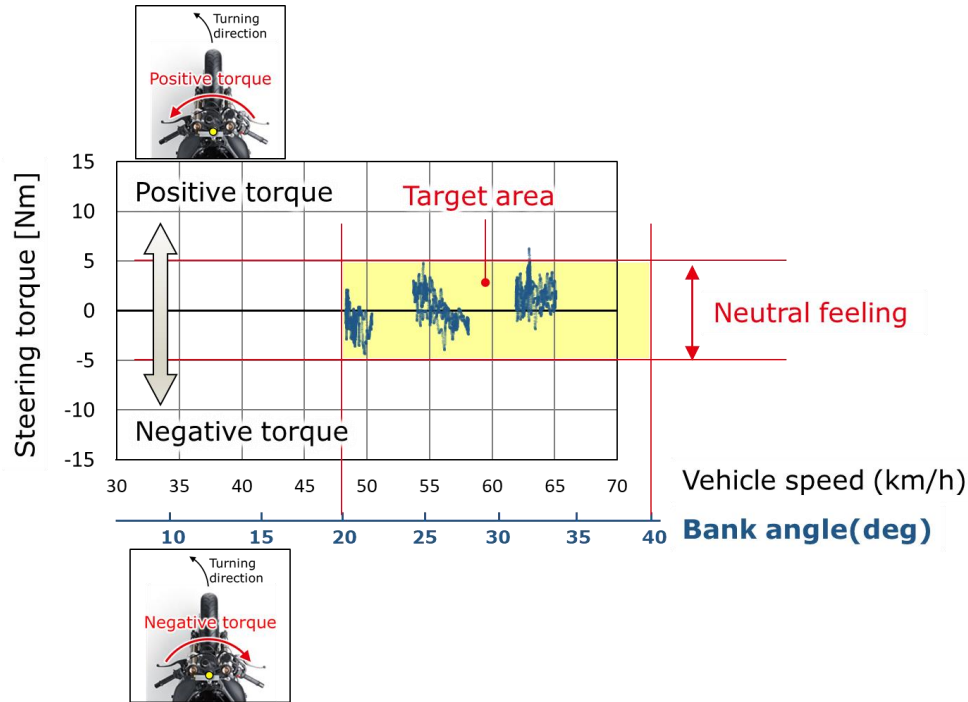 Turning
direction
Positive torque
Steering torque [Nm]
15
10
5
0
-5
-10
-15
Positive torque
Target area
Neutral feeling
Negative torque
30 35 40 45 50 55 60 65 70
Vehicle speed (km/h)
10 15 20 25 30 35 40
Bank angle(deg)
Turning
direction
Negative torque